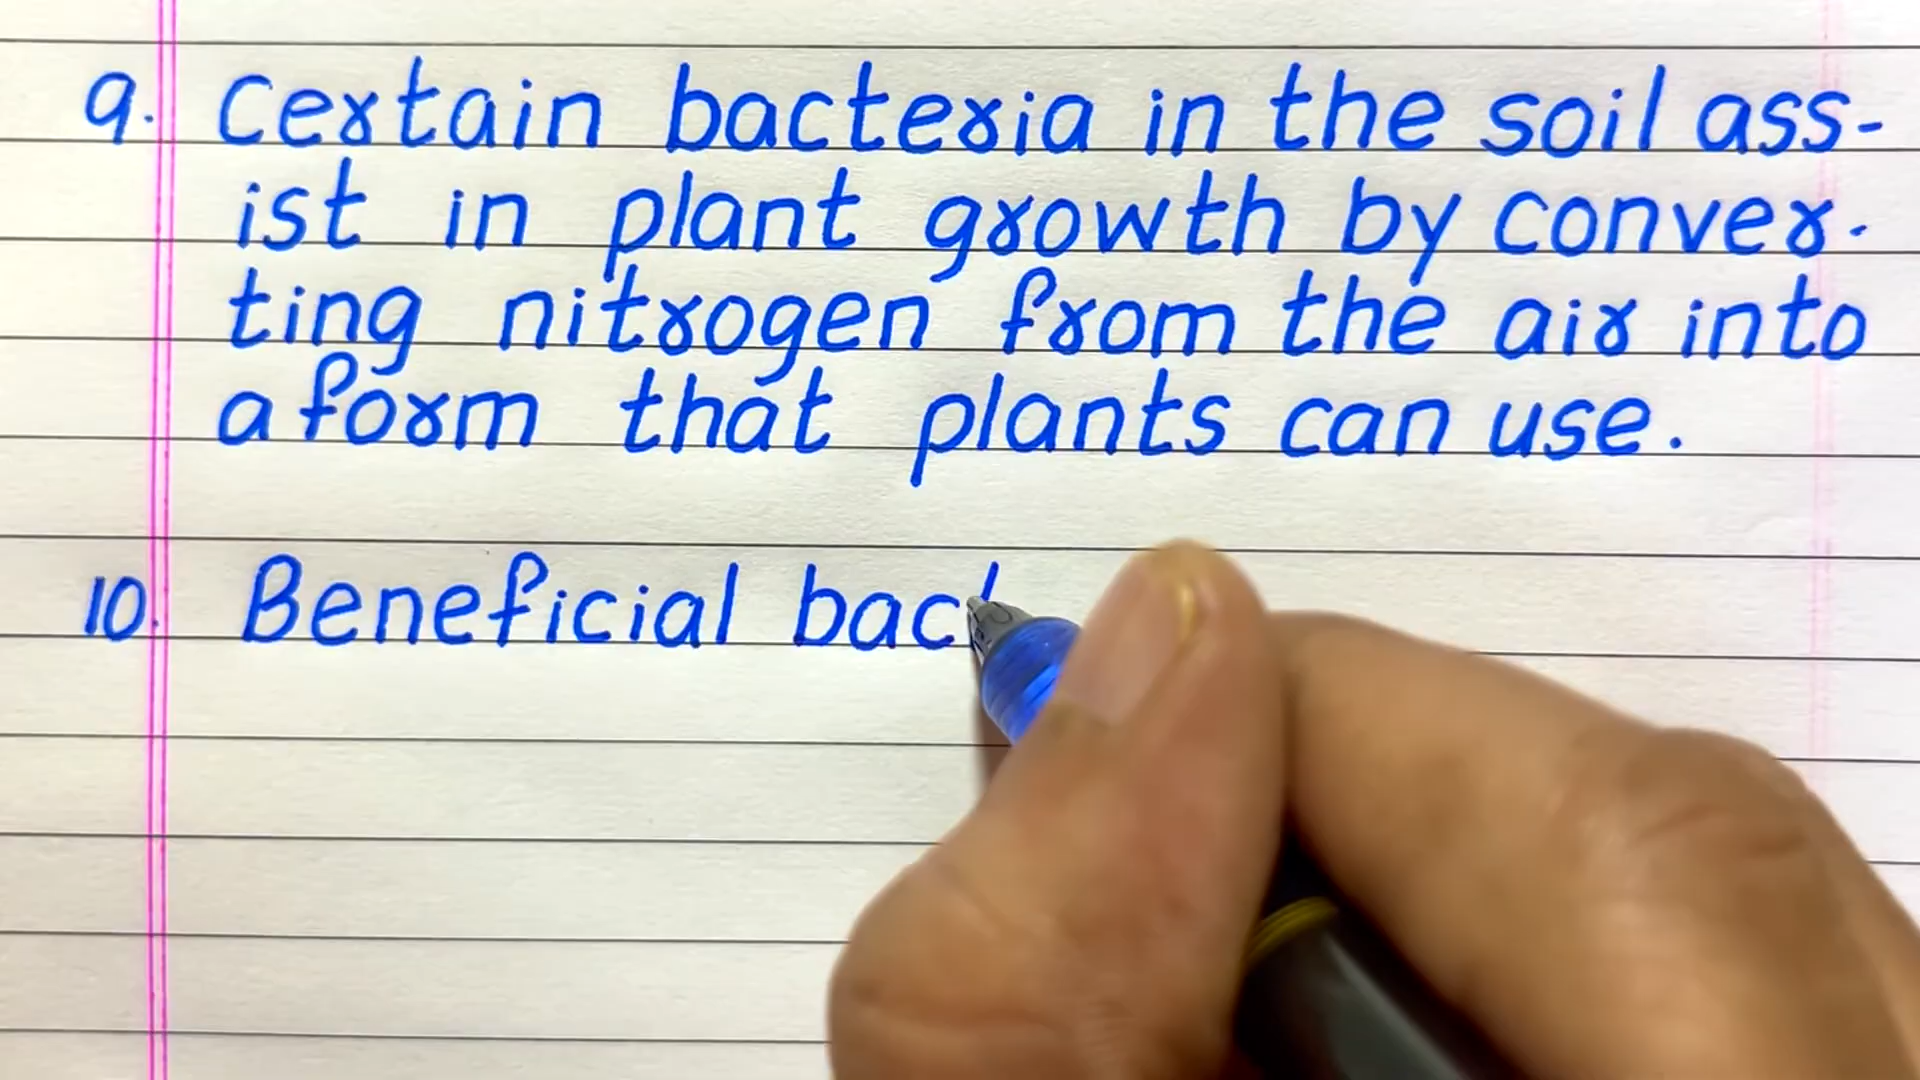 9. Certain bacteria in the soil ass-
ist in plant growth by conver-
ting nitrogen from the air into
a form that plants can use.
10. Beneficial bact